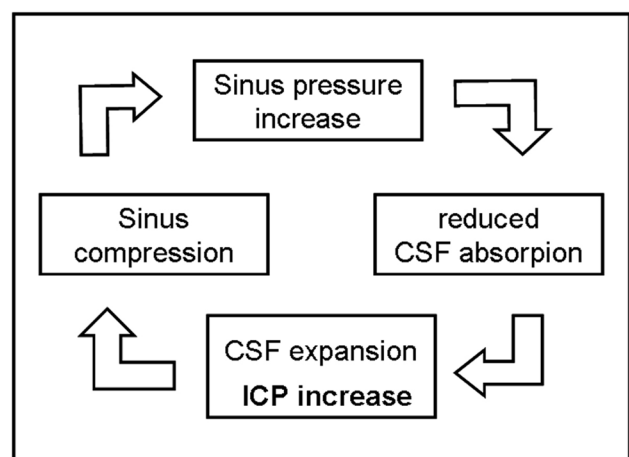 Sinus pressure
increase
Sinus
compression
reduced
CSF absorpion
CSF expansion
ICP increase